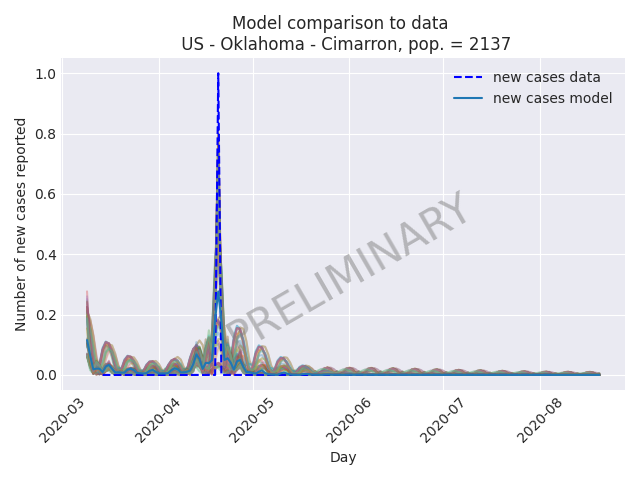 Model comparison to data
US - Oklahoma - Cimarron, pop. = 2137
new cases data
new cases model
Number of new cases reported
1.0
0.8
0.6
0.4
0.2
0.0
PRELIMINARY
2020-03
2020-04
2020-05
2020-06
2020-07
2020-08
Day